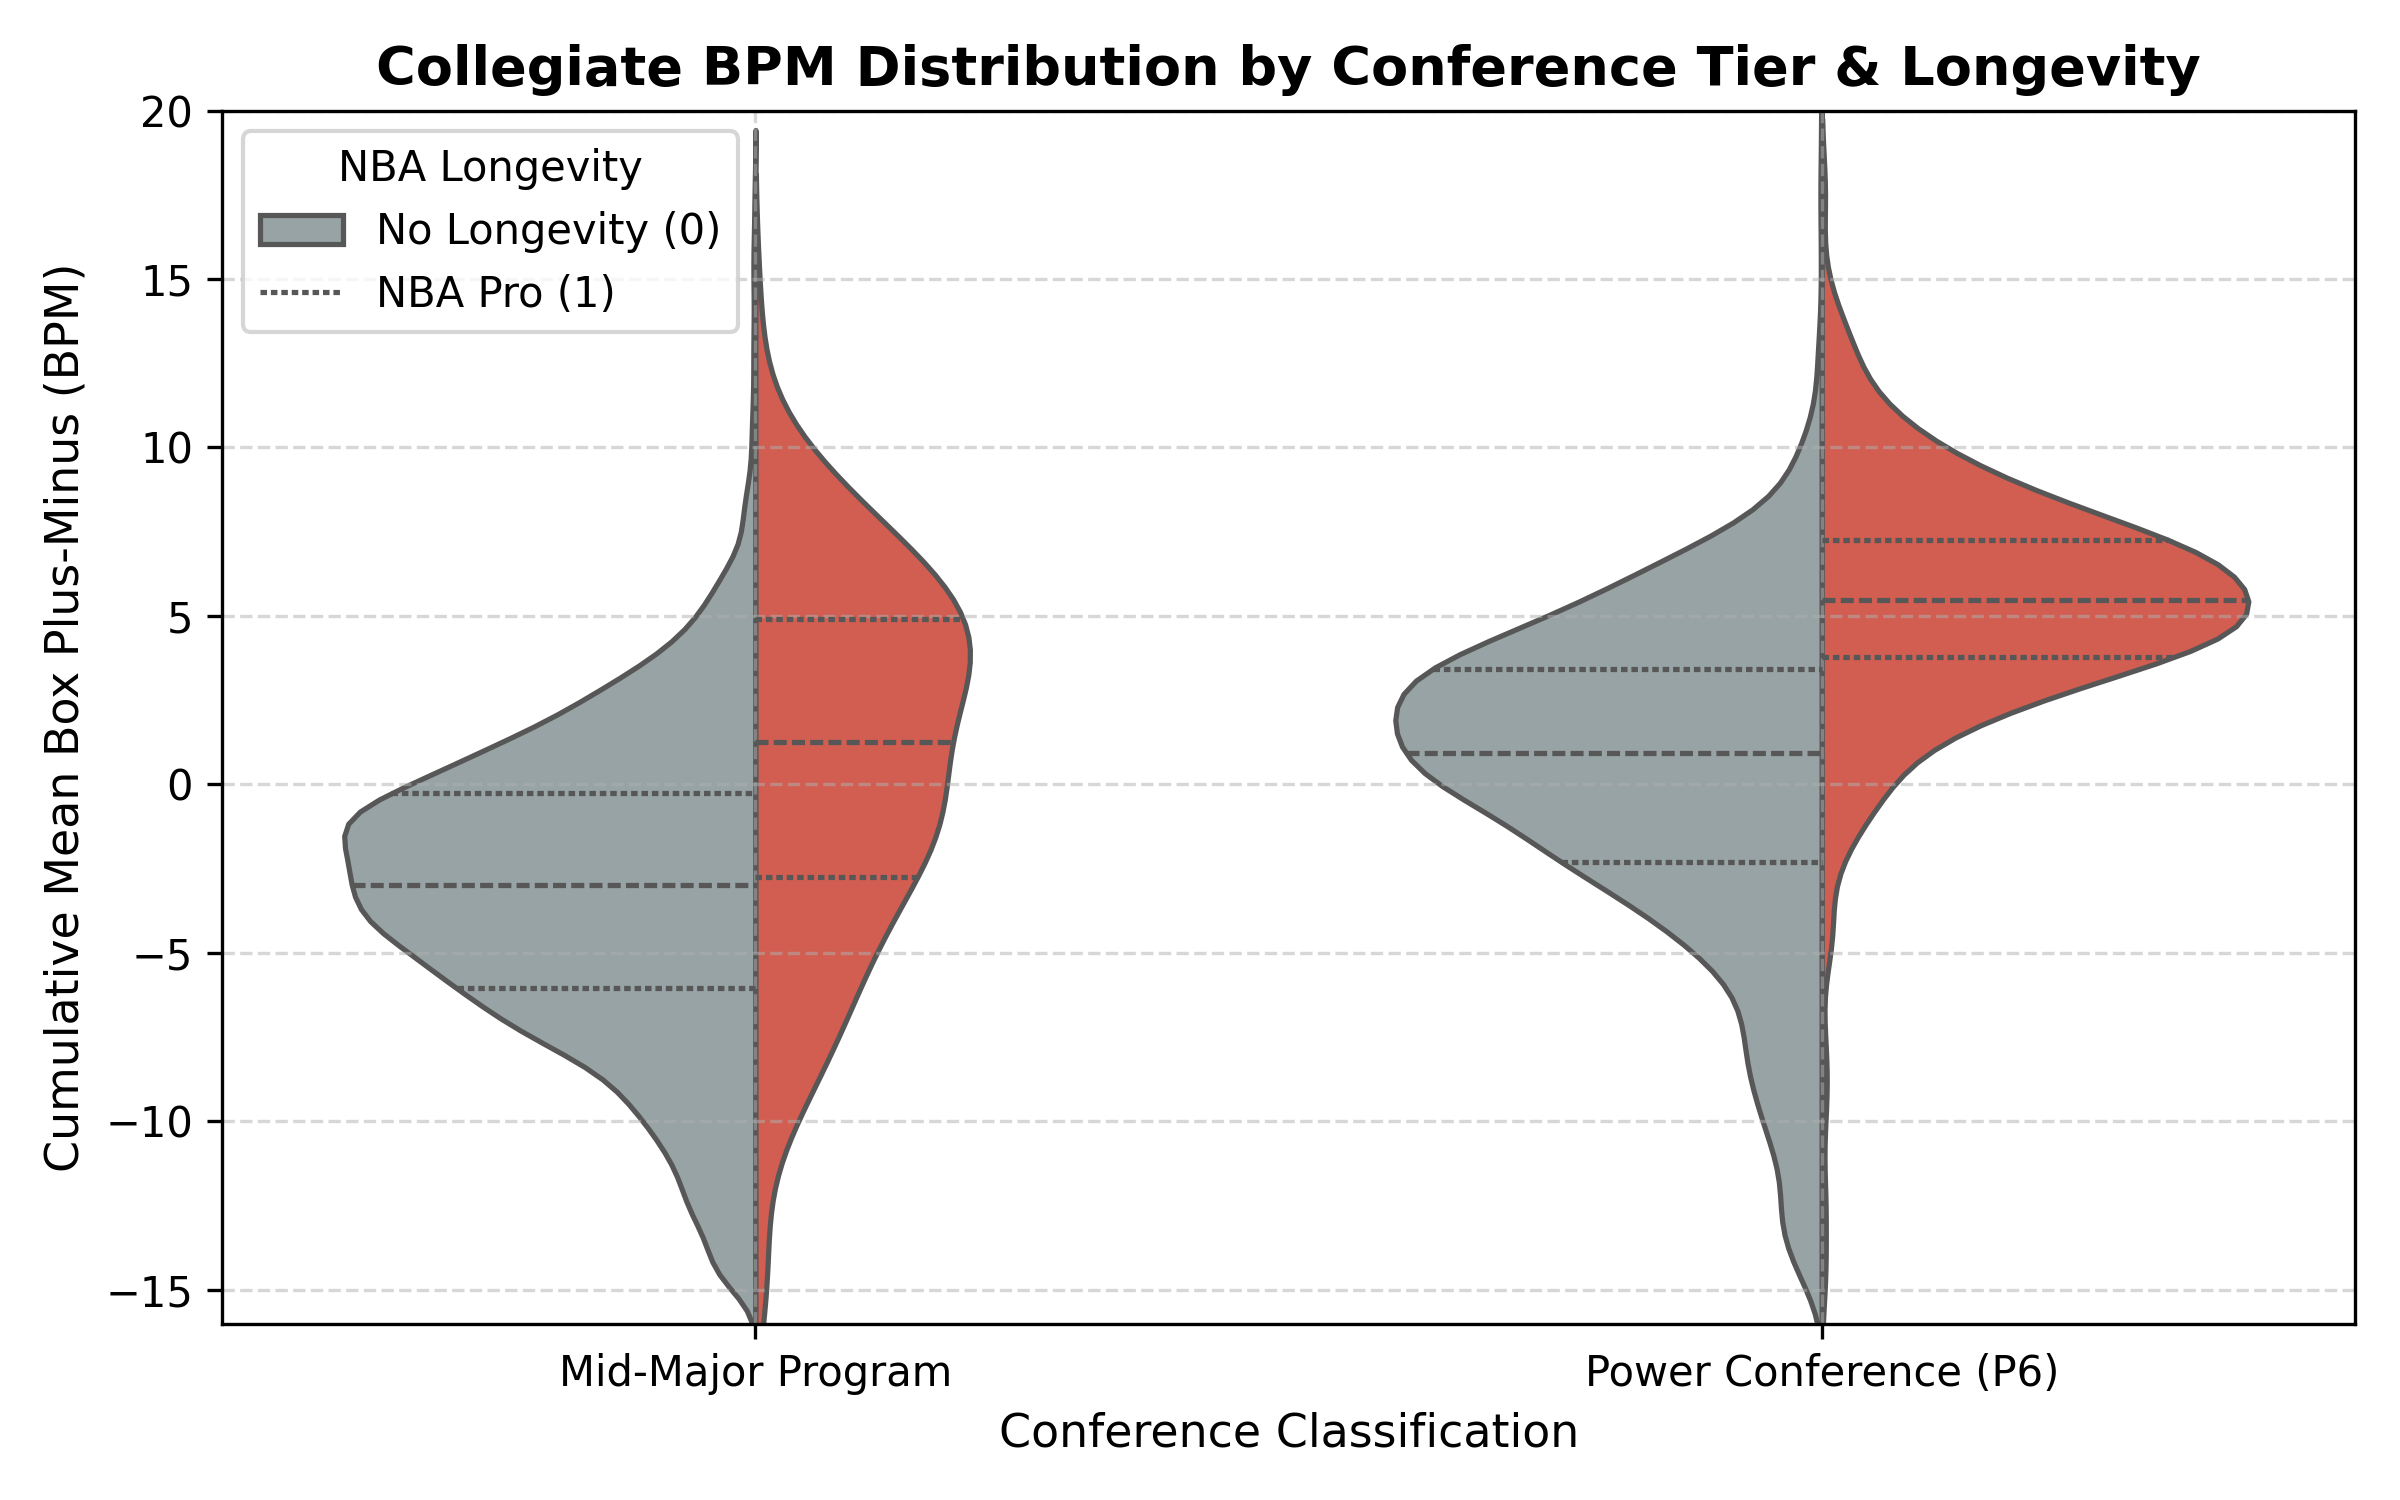 Collegiate BPM Distribution by Conference Tier & Longevity
Cumulative Mean Box Plus-Minus (BPM)
20
15
10
5
0
−5
−10
−15
NBA Longevity
No Longevity (0)
NBA Pro (1)
Mid-Major Program
Power Conference (P6)
Conference Classification